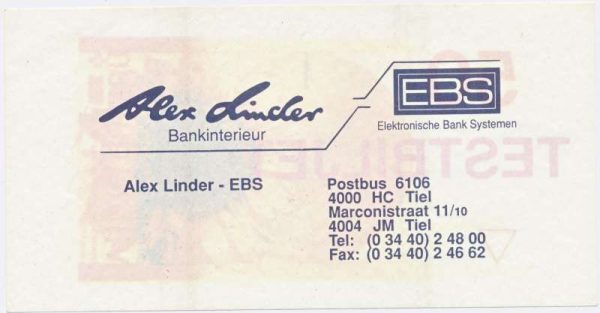 Alex Linder
Bankinterieur
EBS
Elektronische Bank Systemen
50
TESTBILJET
Alex Linder - EBS
Postbus 6106
4000 HC Tiel
Marconistraat 11/10
4004 JM Tiel
Tel: (0 34 40) 2 48 00
Fax: (0 34 40) 2 46 62